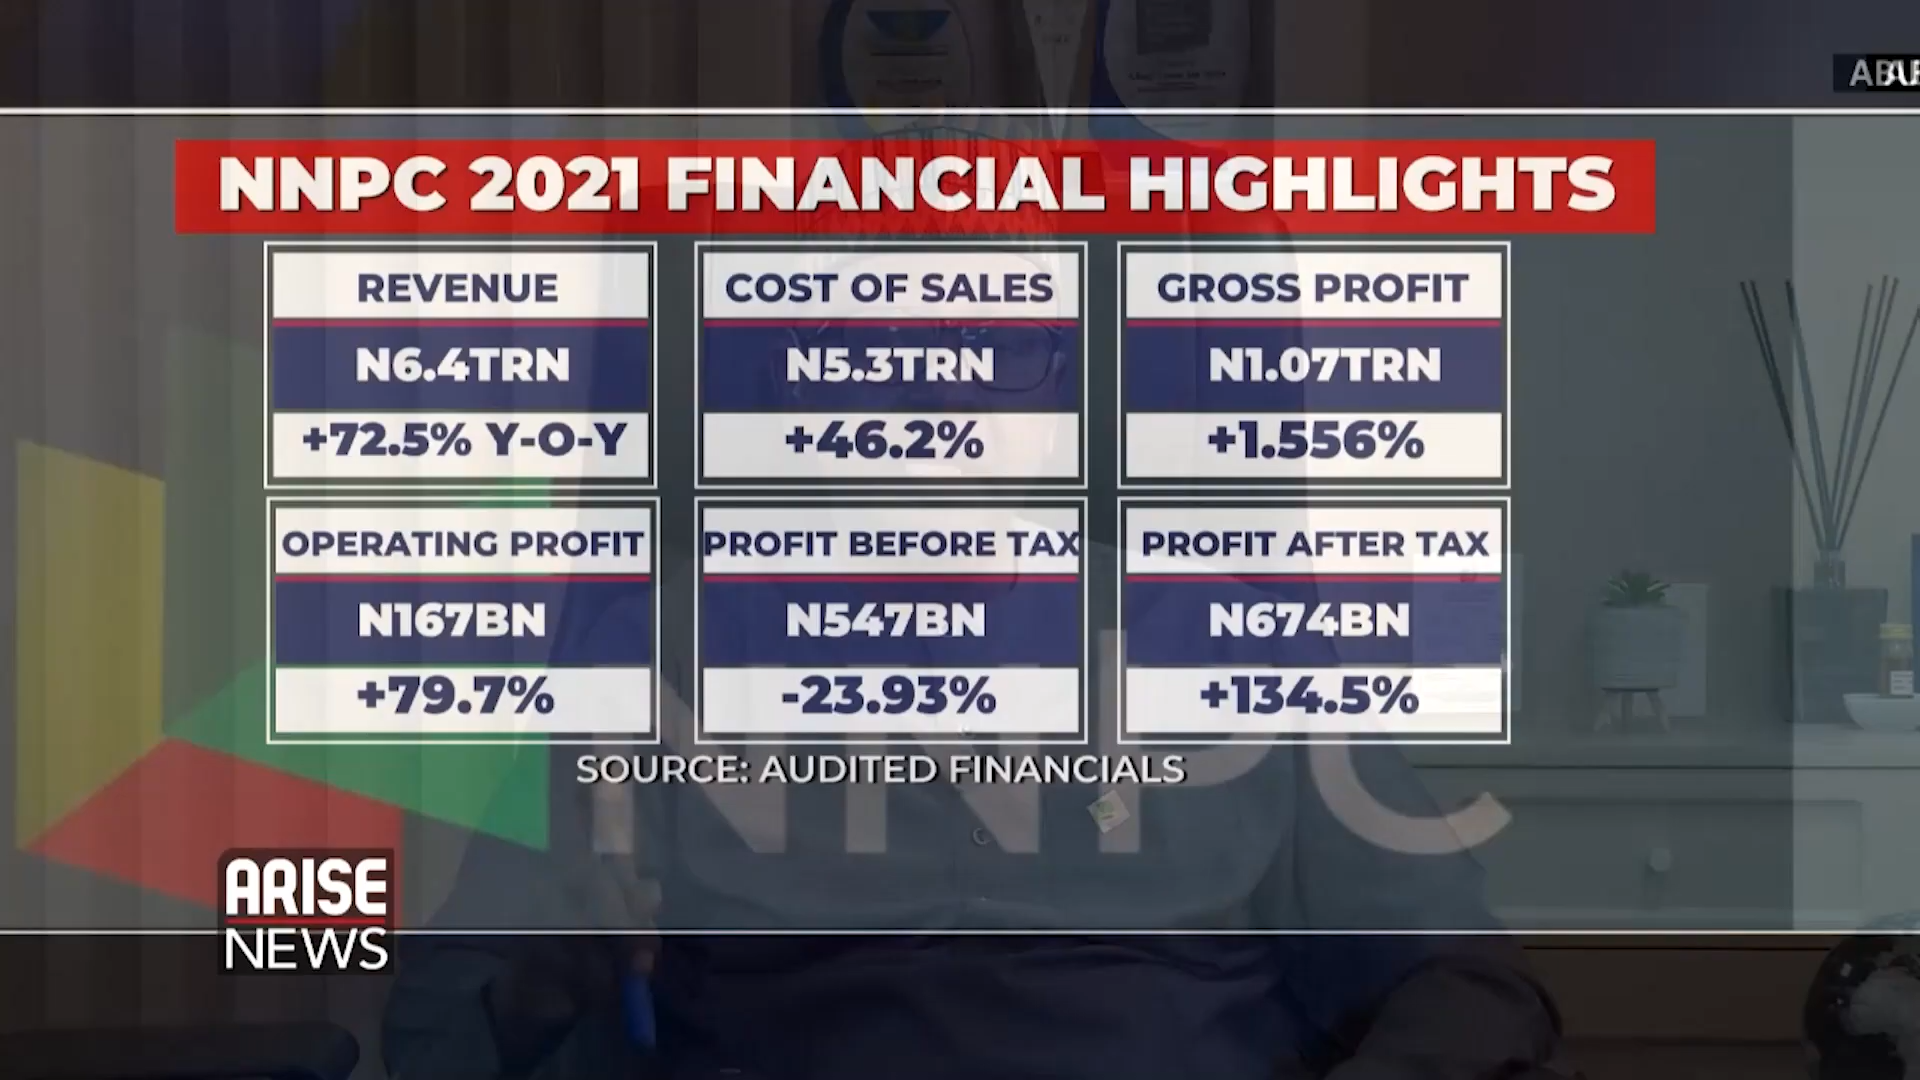 NNPC 2021 FINANCIAL HIGHLIGHTS
REVENUE
N6.4TRN
+72.5% Y-O-Y
COST OF SALES
N5.3TRN
+46.2%
GROSS PROFIT
N1.07TRN
+1.556%
OPERATING PROFIT
N167BN
+79.7%
PROFIT BEFORE TAX
N547BN
-23.93%
PROFIT AFTER TAX
N674BN
+134.5%
SOURCE: AUDITED FINANCIALS
NNPC
ARISE
NEWS